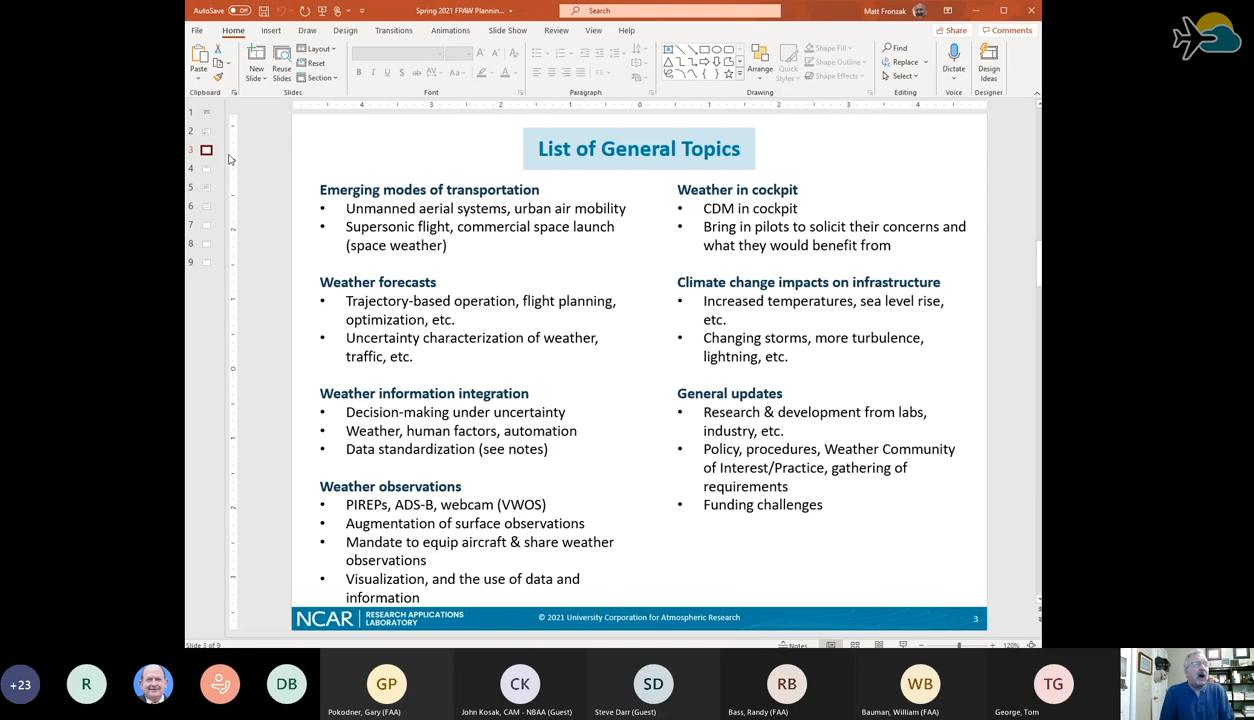 AutoSave Off
Spring 2021 FPAW Plannin...
Search
Matt Fronzak
File Home Insert Draw Design Transitions Animations Slide Show Review View Help
Share Comments
Paste
Clipboard
New Slide
Reuse Slides
Layout
Reset
Section
Slides
Font
Paragraph
Arrange
Quick Styles
Shape Fill
Shape Outline
Shape Effects
Drawing
Find
Replace
Select
Editing
Dictate
Voice
Design Ideas
Designer
1
2
3
4
5
6
7
8
9
List of General Topics
Emerging modes of transportation
• Unmanned aerial systems, urban air mobility
• Supersonic flight, commercial space launch
(space weather)
Weather forecasts
• Trajectory-based operation, flight planning,
optimization, etc.
• Uncertainty characterization of weather,
traffic, etc.
Weather information integration
• Decision-making under uncertainty
• Weather, human factors, automation
• Data standardization (see notes)
Weather observations
• PIREPs, ADS-B, webcam (VWOS)
• Augmentation of surface observations
• Mandate to equip aircraft & share weather
observations
• Visualization, and the use of data and
information
Weather in cockpit
• CDM in cockpit
• Bring in pilots to solicit their concerns and
what they would benefit from
Climate change impacts on infrastructure
• Increased temperatures, sea level rise,
etc.
• Changing storms, more turbulence,
lightning, etc.
General updates
• Research & development from labs,
industry, etc.
• Policy, procedures, Weather Community
of Interest/Practice, gathering of
requirements
• Funding challenges
NCAR RESEARCH APPLICATIONS
LABORATORY
© 2021 University Corporation for Atmospheric Research
3
Slide 3 of 9
Notes
120%
+23
R
DB
GP
CK
SD
RB
WB
TG
Pokodner, Gary (FAA)
John Kosak, CAM - NBAA (Guest)
Steve Darr (Guest)
Bass, Randy (FAA)
Bauman, William (FAA)
George, Tom